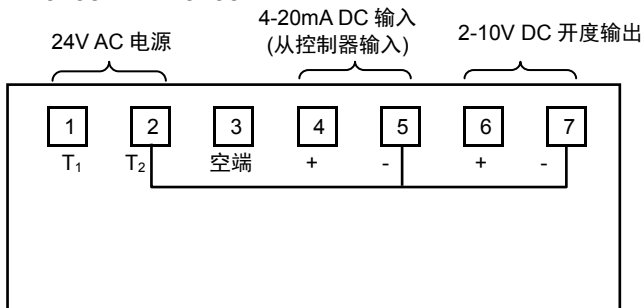 24V AC 电源
4-20mA DC 输入
(从控制器输入)
2-10V DC 开度输出
1 2 3 4 5 6 7
T₁ T₂ 空端 + - + -